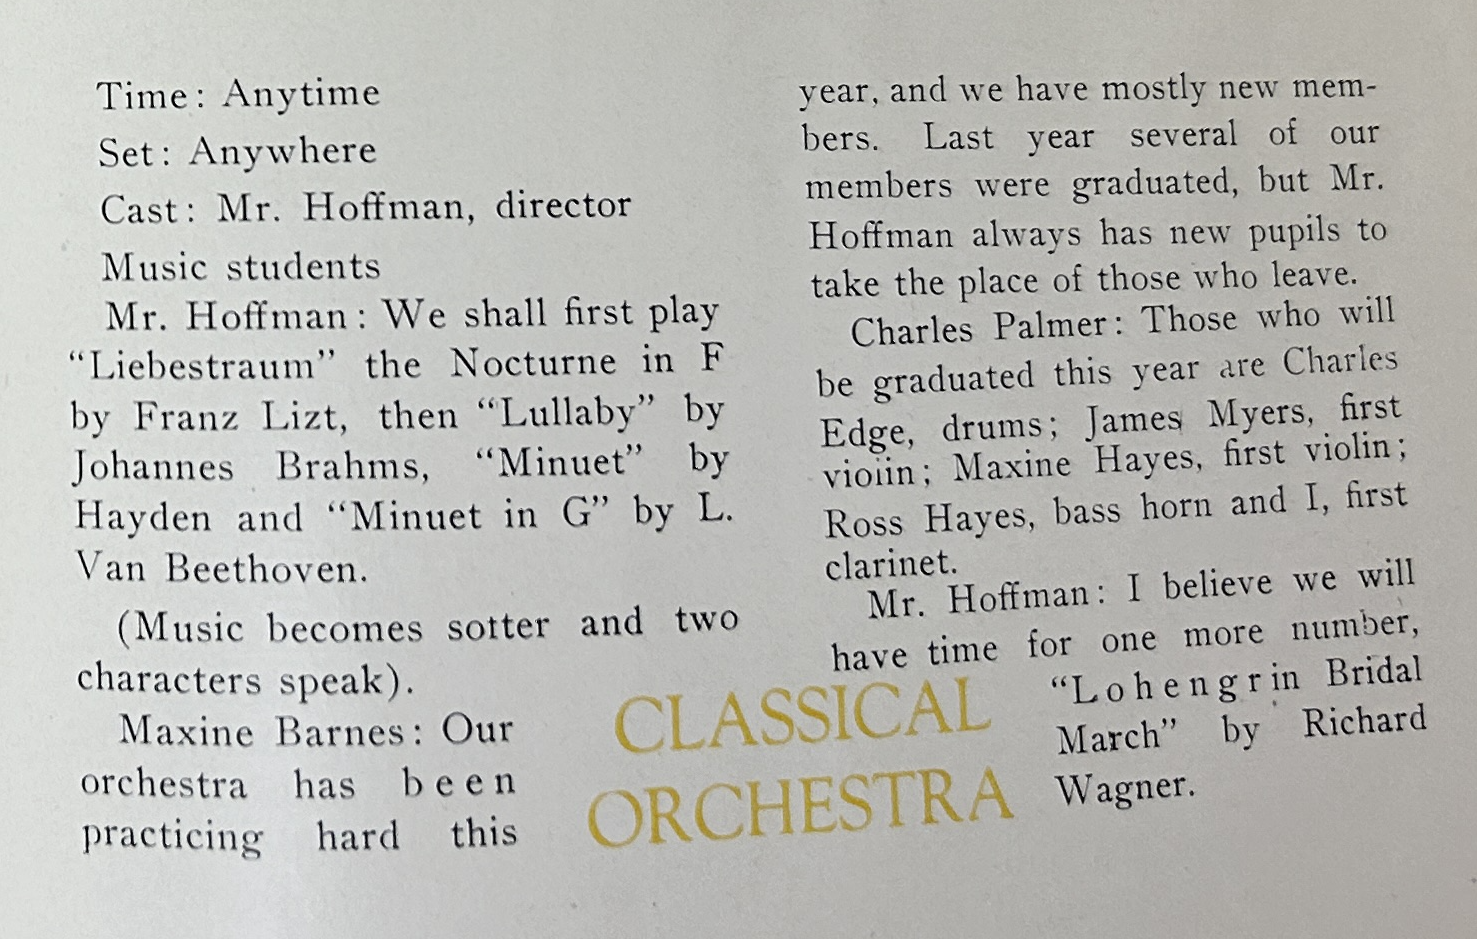 Time: Anytime
Set: Anywhere
Cast: Mr. Hoffman, director
Music students
Mr. Hoffman: We shall first play
“Liebestraum” the Nocturne in F
by Franz Lizt, then “Lullaby” by
Johannes Brahms, “Minuet” by
Hayden and “Minuet in G” by L.
Van Beethoven.
(Music becomes sotter and two
characters speak).
Maxine Barnes: Our
orchestra has been
practicing hard this
year, and we have mostly new mem-
bers. Last year several of our
members were graduated, but Mr.
Hoffman always has new pupils to
take the place of those who leave.
Charles Palmer: Those who will
be graduated this year are Charles
Edge, drums; James Myers, first
violin; Maxine Hayes, first violin;
Ross Hayes, bass horn and I, first
clarinet.
Mr. Hoffman: I believe we will
have time for one more number,
“Lohengrin Bridal
March” by Richard
Wagner.
CLASSICAL
ORCHESTRA